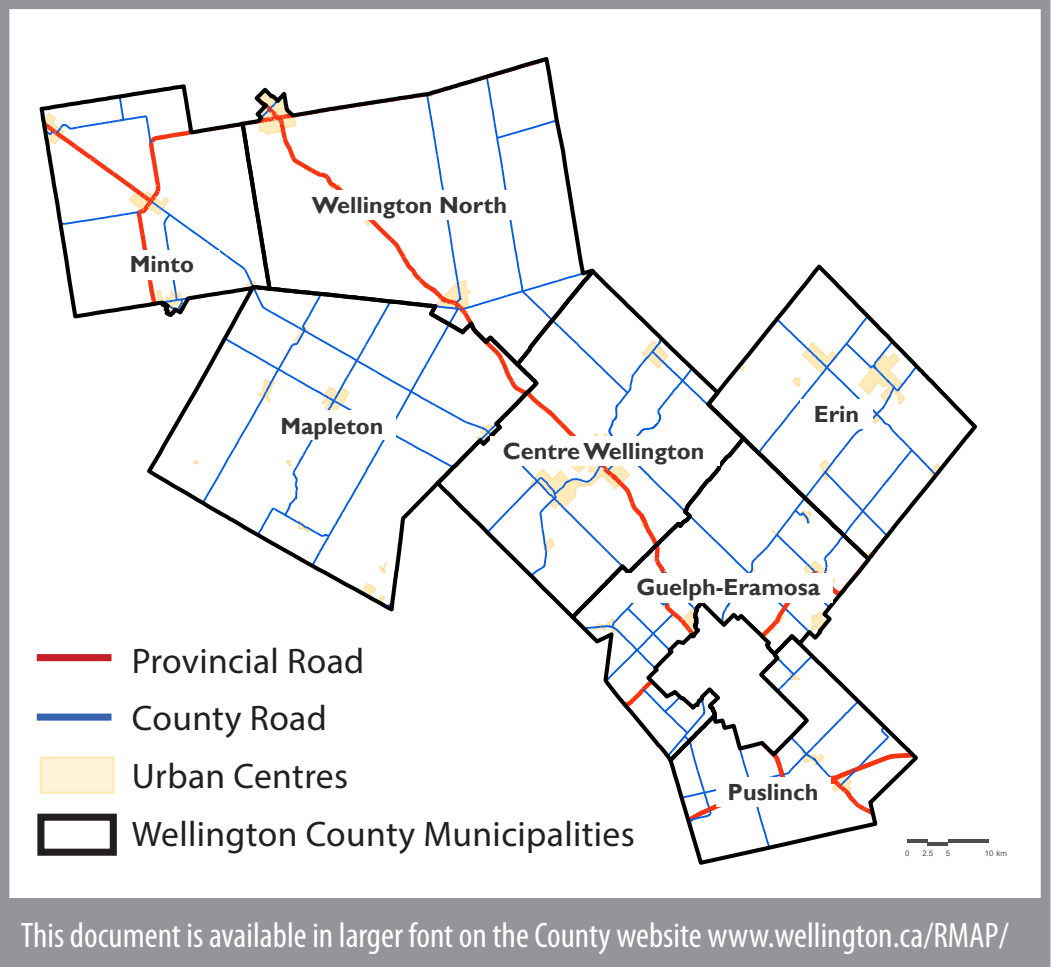 Wellington North
Minto
Erin
Mapleton
Centre Wellington
Guelph-Eramosa
Puslinch
Provincial Road
County Road
Urban Centres
Wellington County Municipalities
0 2.5 5 10 km
This document is available in larger font on the County website www.wellington.ca/RMAP/